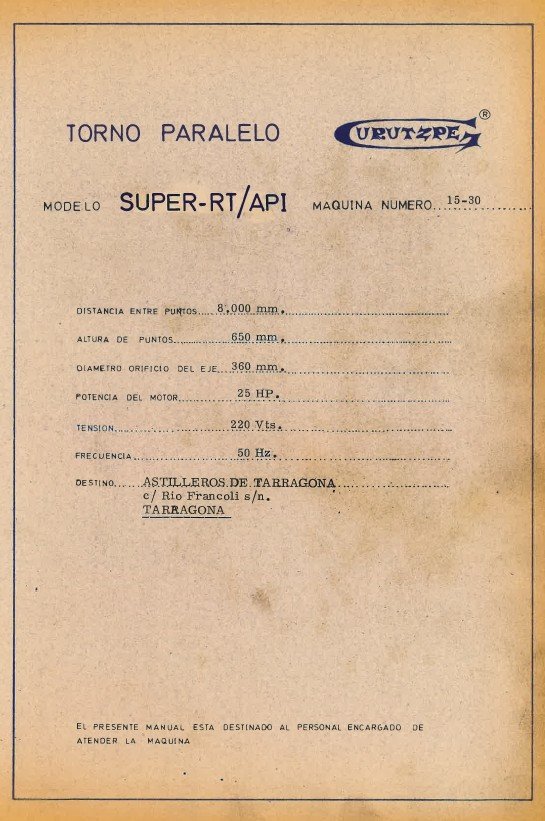 TORNO PARALELO
CURUTZPE ®
MODELO SUPER-RT/API MAQUINA NUMERO...15-30
DISTANCIA ENTRE PUNTOS....8.000 mm.
ALTURA DE PUNTOS....650 mm.
DIAMETRO ORIFICIO DEL EJE...360 mm.
POTENCIA DEL MOTOR....25 HP.
TENSION....220 Vts.
FRECUENCIA....50 Hz.
DESTINO....ASTILLEROS DE TARRAGONA
c/ Rio Francoli s/n.
TARRAGONA
EL PRESENTE MANUAL ESTA DESTINADO AL PERSONAL ENCARGADO DE
ATENDER LA MAQUINA